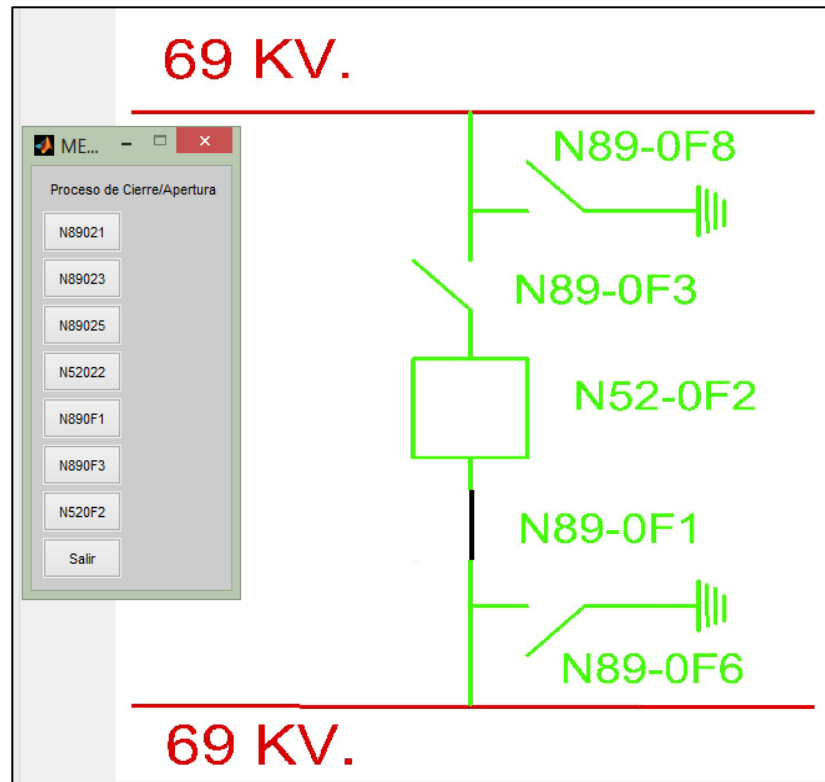 69 KV.
ME...
Proceso de Cierre/Apertura
N89021
N89023
N89025
N52022
N890F1
N890F3
N520F2
Salir
N89-0F8
N89-0F3
N52-0F2
N89-0F1
N89-0F6
69 KV.